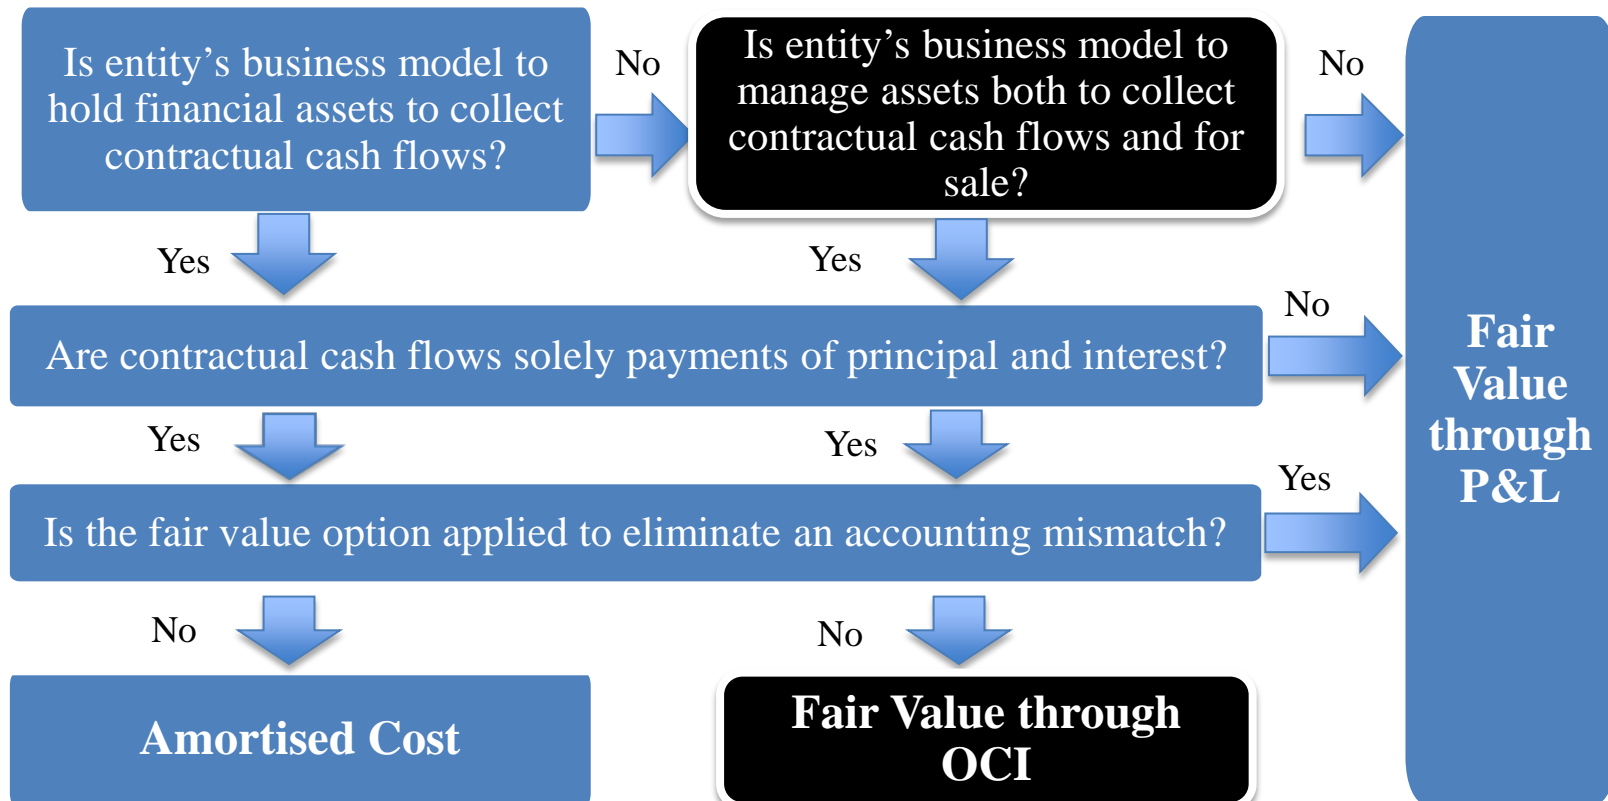 Is entity’s business model to
hold financial assets to collect
contractual cash flows?
No
Is entity’s business model to
manage assets both to collect
contractual cash flows and for
sale?
No
Yes
Yes
Are contractual cash flows solely payments of principal and interest?
No
Yes
Yes
Is the fair value option applied to eliminate an accounting mismatch?
Yes
No
No
Amortised Cost
Fair Value through
OCI
Fair
Value
through
P&L